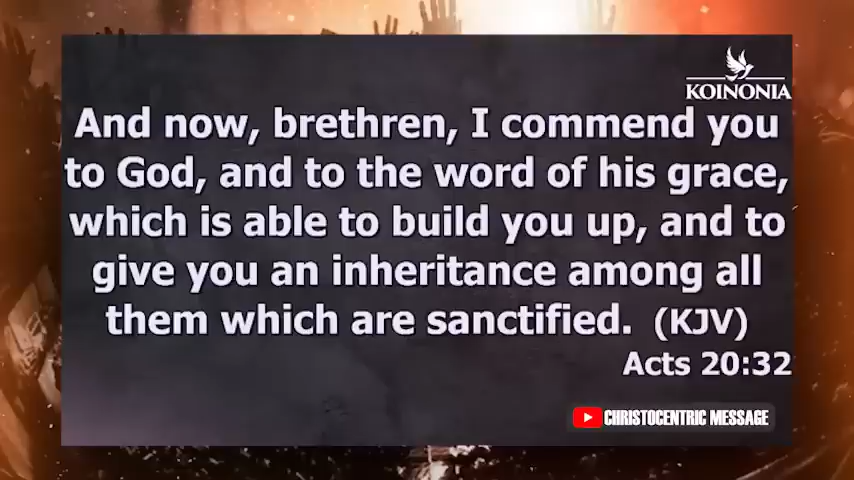 KOINONIA
And now, brethren, I commend you
to God, and to the word of his grace,
which is able to build you up, and to
give you an inheritance among all
them which are sanctified. (KJV)
Acts 20:32
CHRISTOCENTRIC MESSAGE